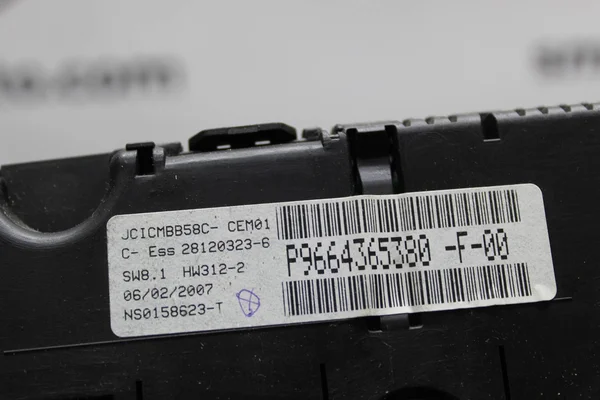 JCICMBB58C- CEM01
C- Ess 28120323-6
SW8.1 HW312-2
06/02/2007
NS0158623-T
P9664365380 -F-00